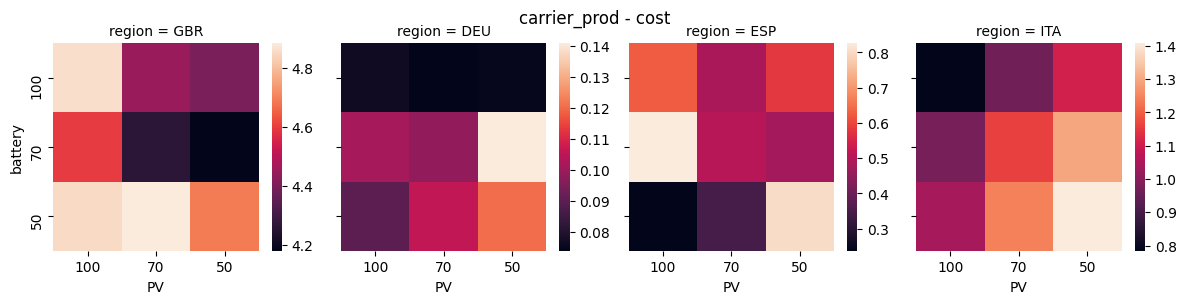 carrier_prod - cost
region = GBR
region = DEU
region = ESP
region = ITA
battery
100
70
50
100 70 50
PV
4.8
4.6
4.4
4.2
100 70 50
PV
0.14
0.13
0.12
0.11
0.10
0.09
0.08
100 70 50
PV
0.8
0.7
0.6
0.5
0.4
0.3
100 70 50
PV
1.4
1.3
1.2
1.1
1.0
0.9
0.8